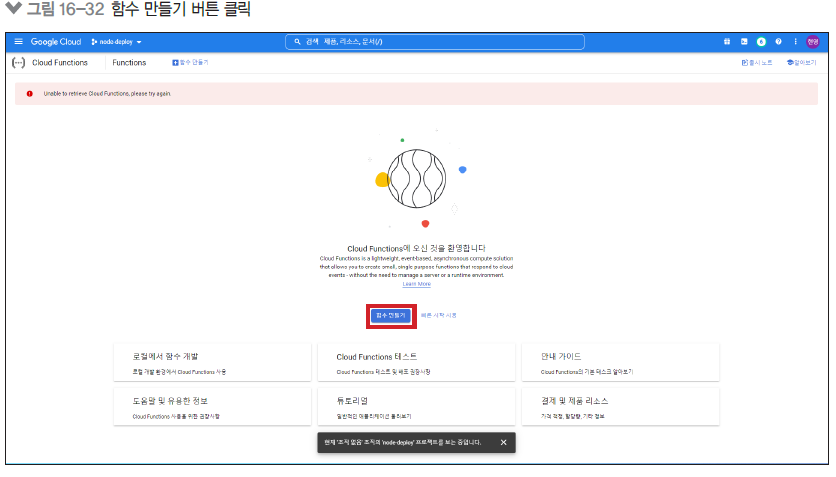 그림 16-32 함수 만들기 버튼 클릭
Google Cloud node-deploy 검색 제품, 리소스, 문서(/) 현영
Cloud Functions Functions 함수 만들기 출시 노트 알아보기
Unable to retrieve Cloud Functions, please try again.
Cloud Functions에 오신 것을 환영합니다
Cloud Functions is a lightweight, event-based, asynchronous compute solution
that allows you to create small, single-purpose functions that respond to cloud
events - without the need to manage a server or a runtime environment.
Learn More
함수 만들기 빠른 시작 사용
로컬에서 함수 개발 Cloud Functions 테스트 안내 가이드
로컬 개발 환경에서 Cloud Functions 사용 Cloud Functions 테스트 및 배포 권장사항 Cloud Functions의 기본 태스크 알아보기
도움말 및 유용한 정보 튜토리얼 결제 및 제품 리소스
Cloud Functions 사용을 위한 권장사항 일반적인 애플리케이션 둘러보기 가격 책정, 할당량, 기타 정보
현재 '조직 없음' 조직의 'node-deploy' 프로젝트를 보는 중입니다.